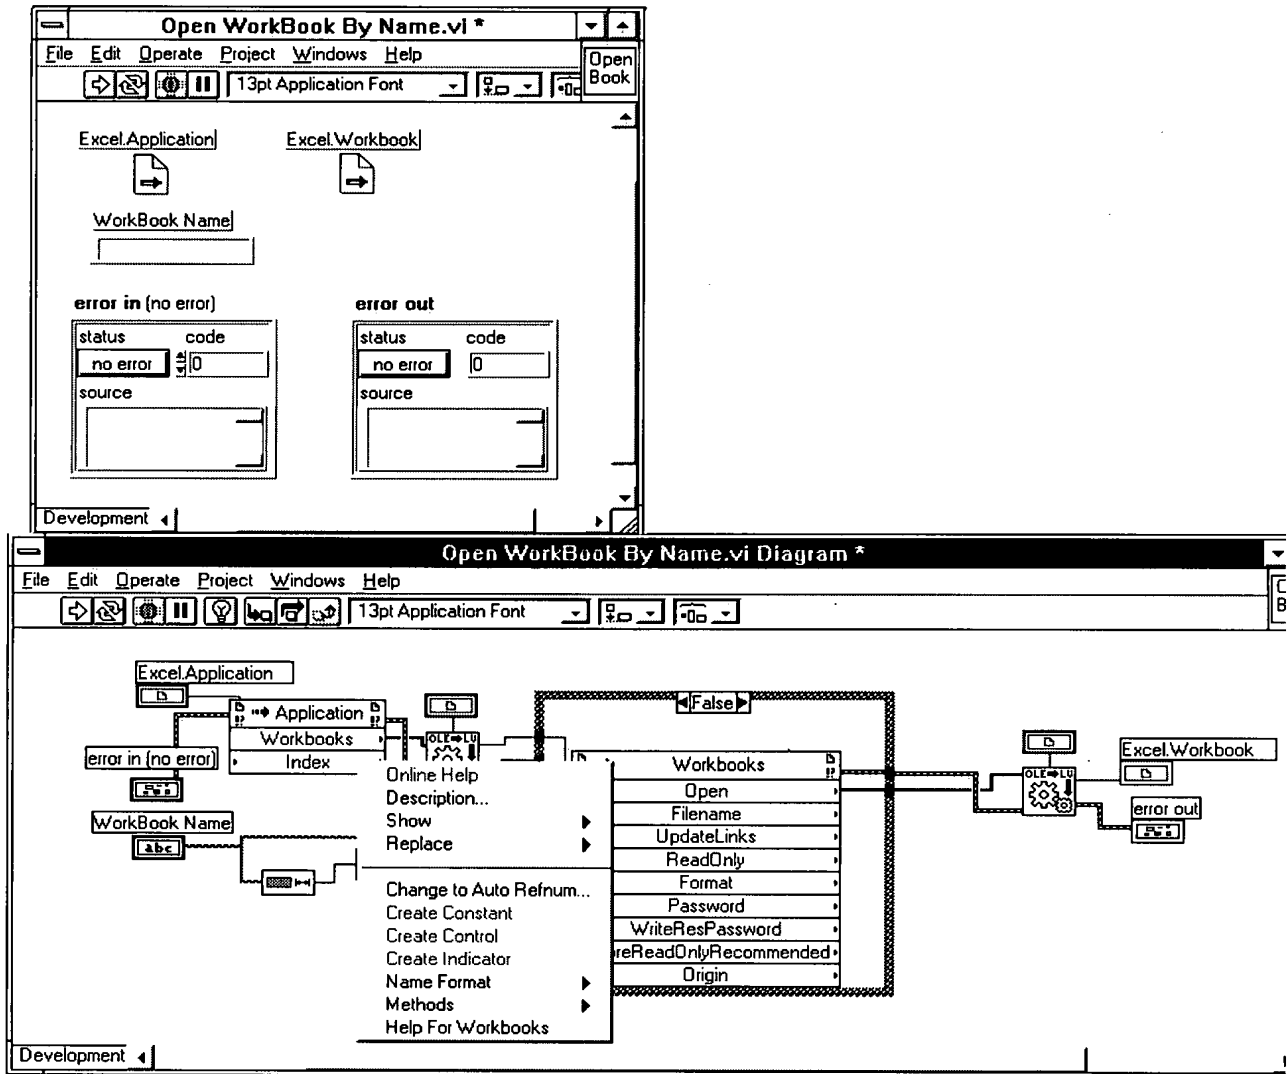 Open WorkBook By Name.vi *
File Edit Operate Project Windows Help
Open
Book
13pt Application Font
Excel.Application
Excel.Workbook
WorkBook Name
error in (no error)
error out
status code
no error 0
source
status code
no error 0
source
Development
Open WorkBook By Name.vi Diagram *
File Edit Operate Project Windows Help
13pt Application Font
Excel.Application
Application
Workbooks
Index
error in (no error)
WorkBook Name
abc
OLE⇒LV
False
Online Help
Description...
Show
Replace
Change to Auto Refnum...
Create Constant
Create Control
Create Indicator
Name Format
Methods
Help For Workbooks
Workbooks
Open
Filename
UpdateLinks
ReadOnly
Format
Password
WriteResPassword
reReadOnlyRecommended
Origin
OLE⇒LV
Excel.Workbook
error out
Development